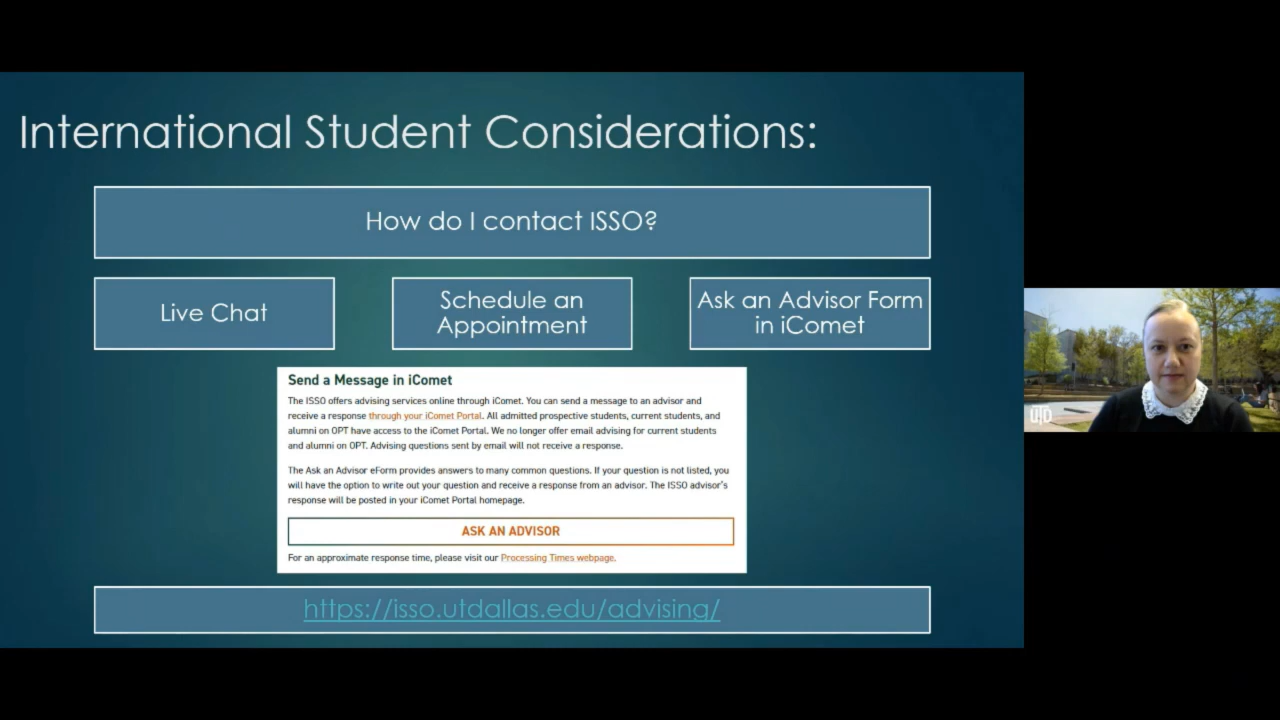 International Student Considerations:
How do I contact ISSO?
Live Chat
Schedule an
Appointment
Ask an Advisor Form
in iComet
Send a Message in iComet
The ISSO offers advising services online through iComet. You can send a message to an advisor and
receive a response through your iComet Portal. All admitted prospective students, current students, and
alumni on OPT have access to the iComet Portal. We no longer offer email advising for current students
and alumni on OPT. Advising questions sent by email will not receive a response.
The Ask an Advisor eForm provides answers to many common questions. If your question is not listed, you
will have the option to write out your question and receive a response from an advisor. The ISSO advisor's
response will be posted in your iComet Portal homepage.
ASK AN ADVISOR
For an approximate response time, please visit our Processing Times webpage.
https://isso.utdallas.edu/advising/
UTD